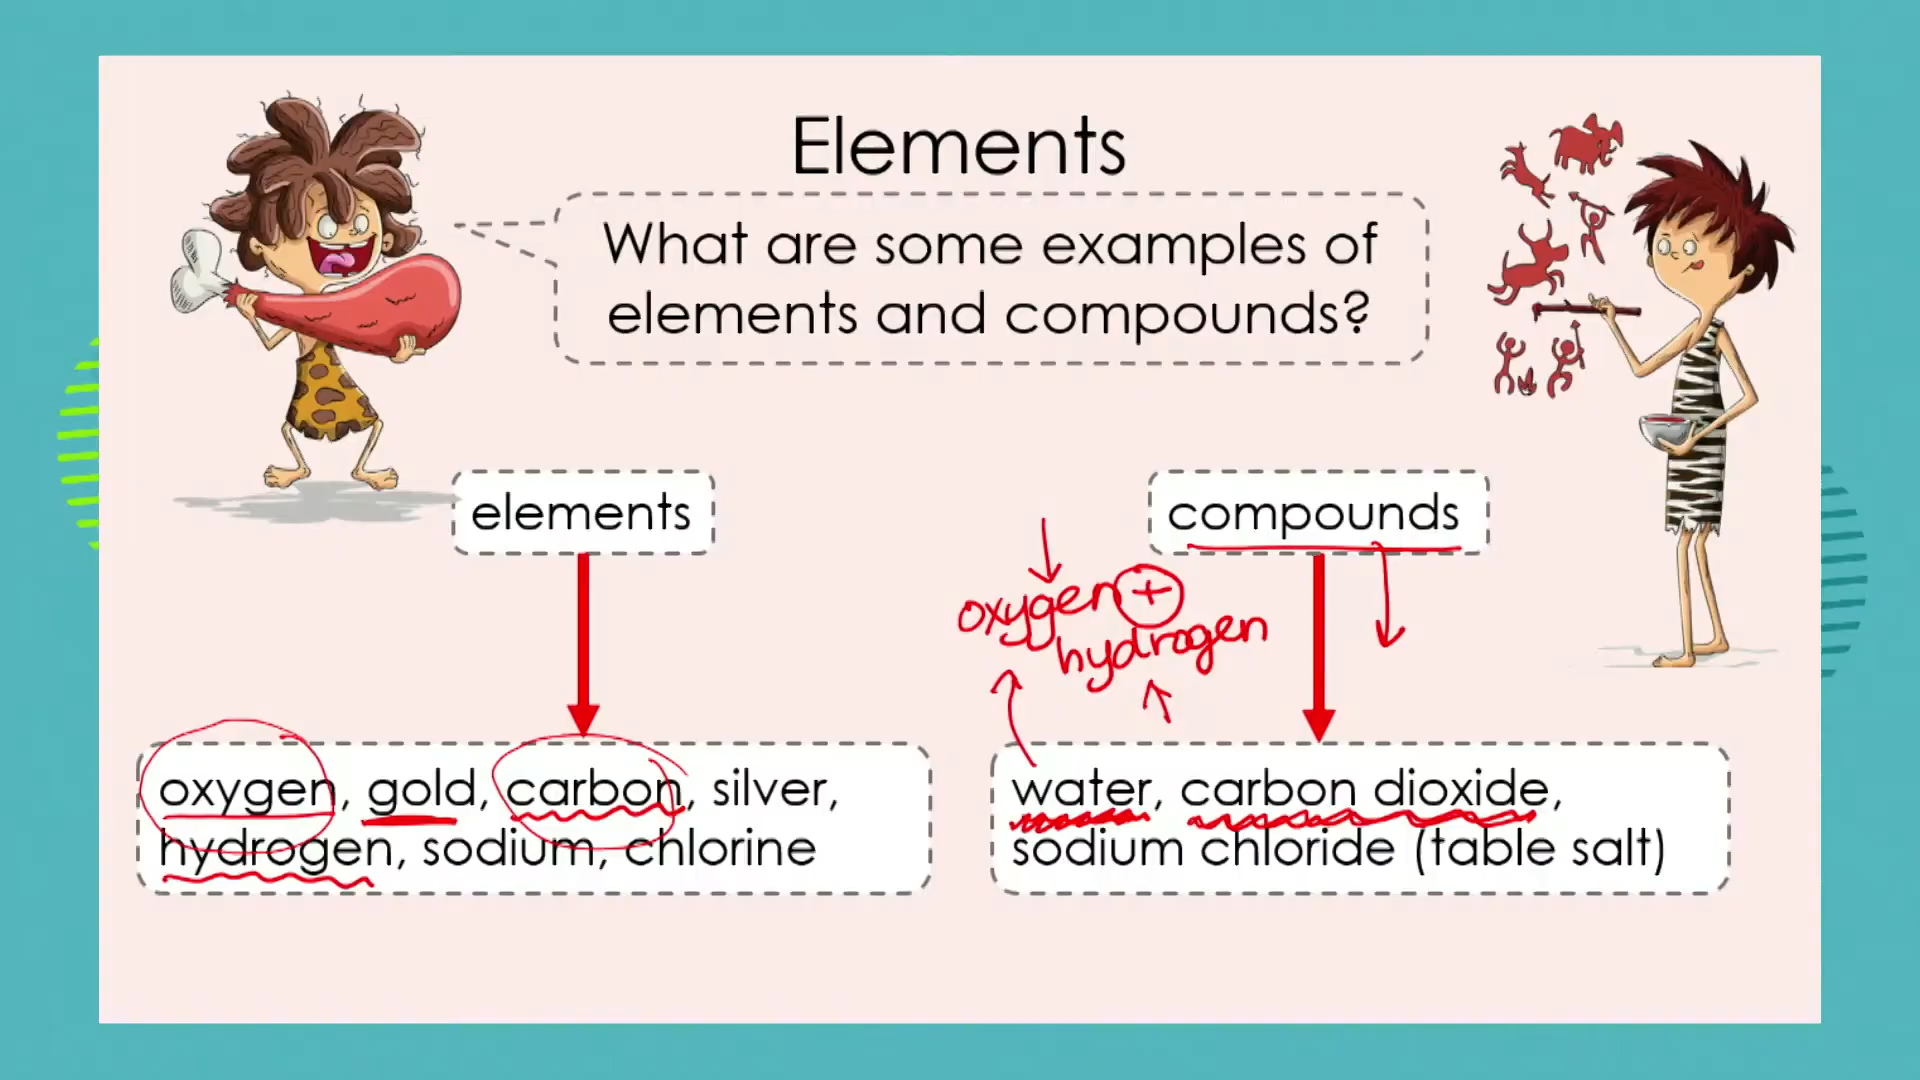 Elements
What are some examples of
elements and compounds?
elements
compounds
oxygen +
hydrogen
oxygen, gold, carbon, silver,
hydrogen, sodium, chlorine
water, carbon dioxide,
sodium chloride (table salt)